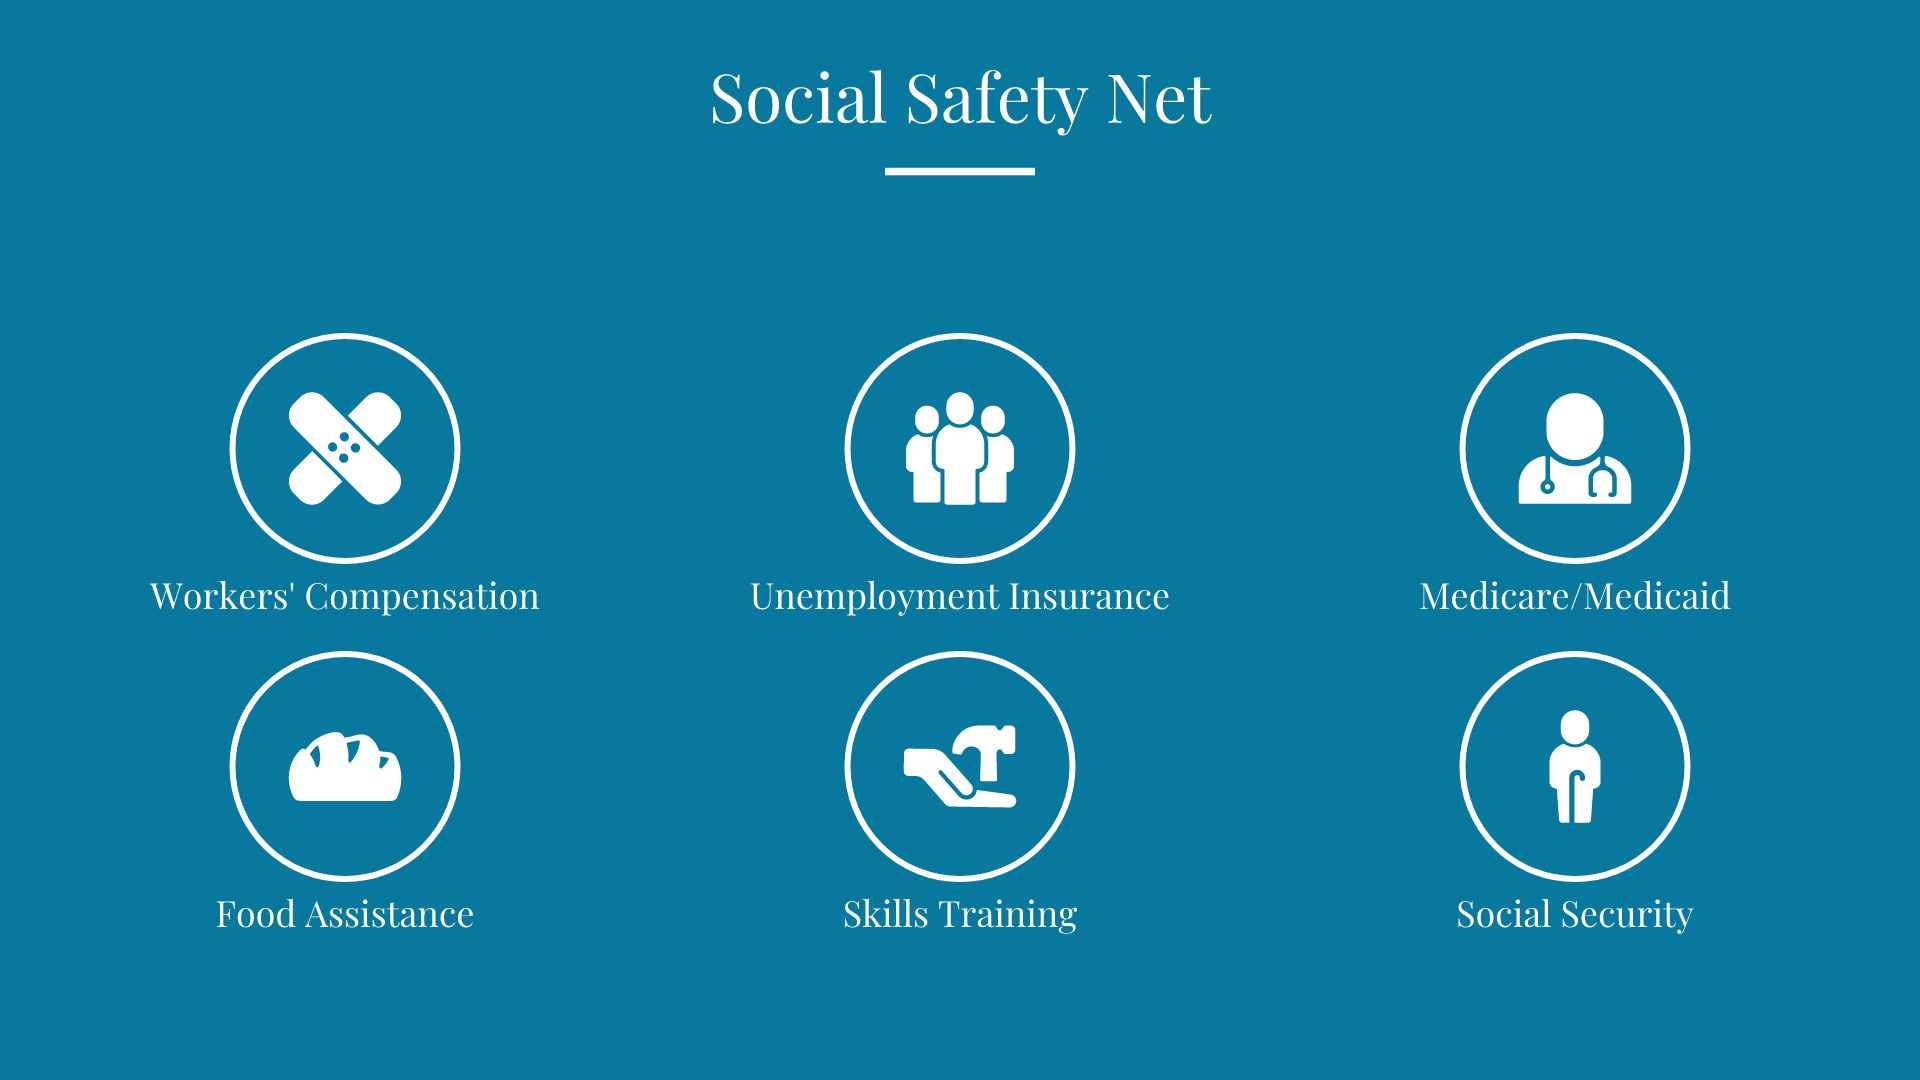 Social Safety Net
Workers' Compensation
Unemployment Insurance
Medicare/Medicaid
Food Assistance
Skills Training
Social Security